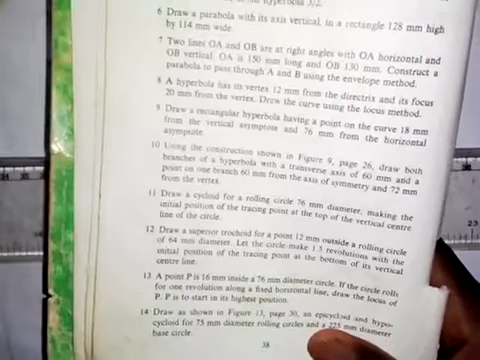 hyperbola 3/2.
6 Draw a parabola with its axis vertical, in a rectangle 128 mm high
by 114 mm wide.
7 Two lines OA and OB are at right angles with OA horizontal and
OB vertical. OA is 150 mm long and OB 130 mm. Construct a
parabola to pass through A and B using the envelope method.
8 A hyperbola has its vertex 12 mm from the directrix and its focus
20 mm from the vertex. Draw the curve using the locus method.
9 Draw a rectangular hyperbola having a point on the curve 18 mm
from the vertical asymptote and 76 mm from the horizontal
asymptote.
10 Using the construction shown in Figure 9, page 26, draw both
branches of a hyperbola with a transverse axis of 60 mm and a
point on one branch 60 mm from the axis of symmetry and 72 mm
from the vertex.
11 Draw a cycloid for a rolling circle 76 mm diameter, making the
initial position of the tracing point at the top of the vertical centre
line of the circle.
12 Draw a superior trochoid for a point 12 mm outside a rolling circle
of 64 mm diameter. Let the circle make 1.5 revolutions with the
initial position of the tracing point at the bottom of its vertical
centre line.
13 A point P is 16 mm inside a 76 mm diameter circle. If the circle rolls
for one revolution along a fixed horizontal line, draw the locus of
P. P is to start in its highest position.
14 Draw as shown in Figure 13, page 30, an epicycloid and hypo-
cycloid for 75 mm diameter rolling circles and a 225 mm diameter
base circle.
38
23